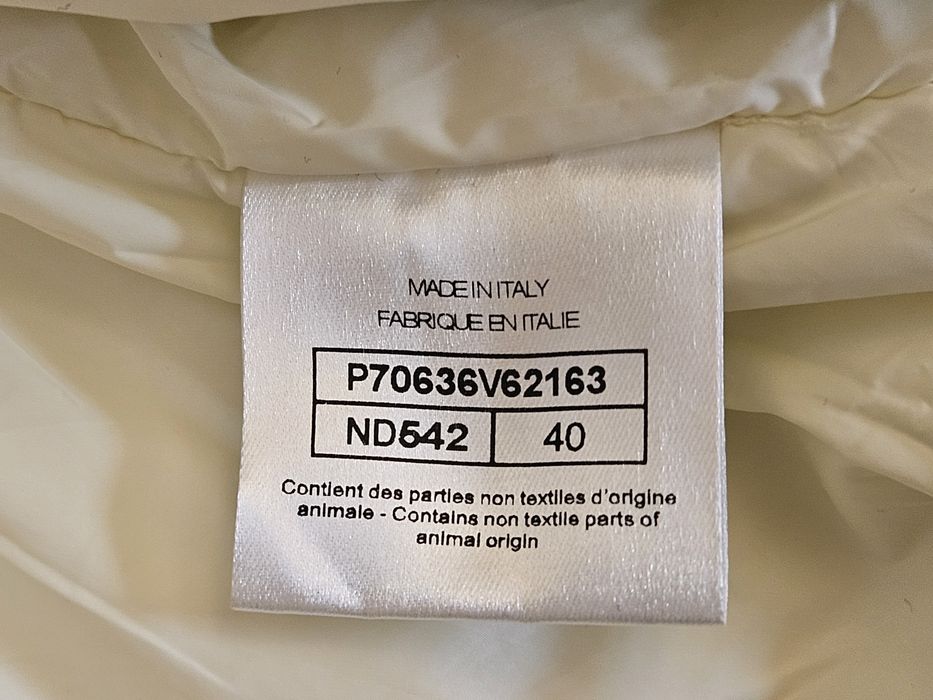 MADE IN ITALY
FABRIQUE EN ITALIE
P70636V62163
ND542 40
Contient des parties non textiles d'origine
animale - Contains non textile parts of
animal origin